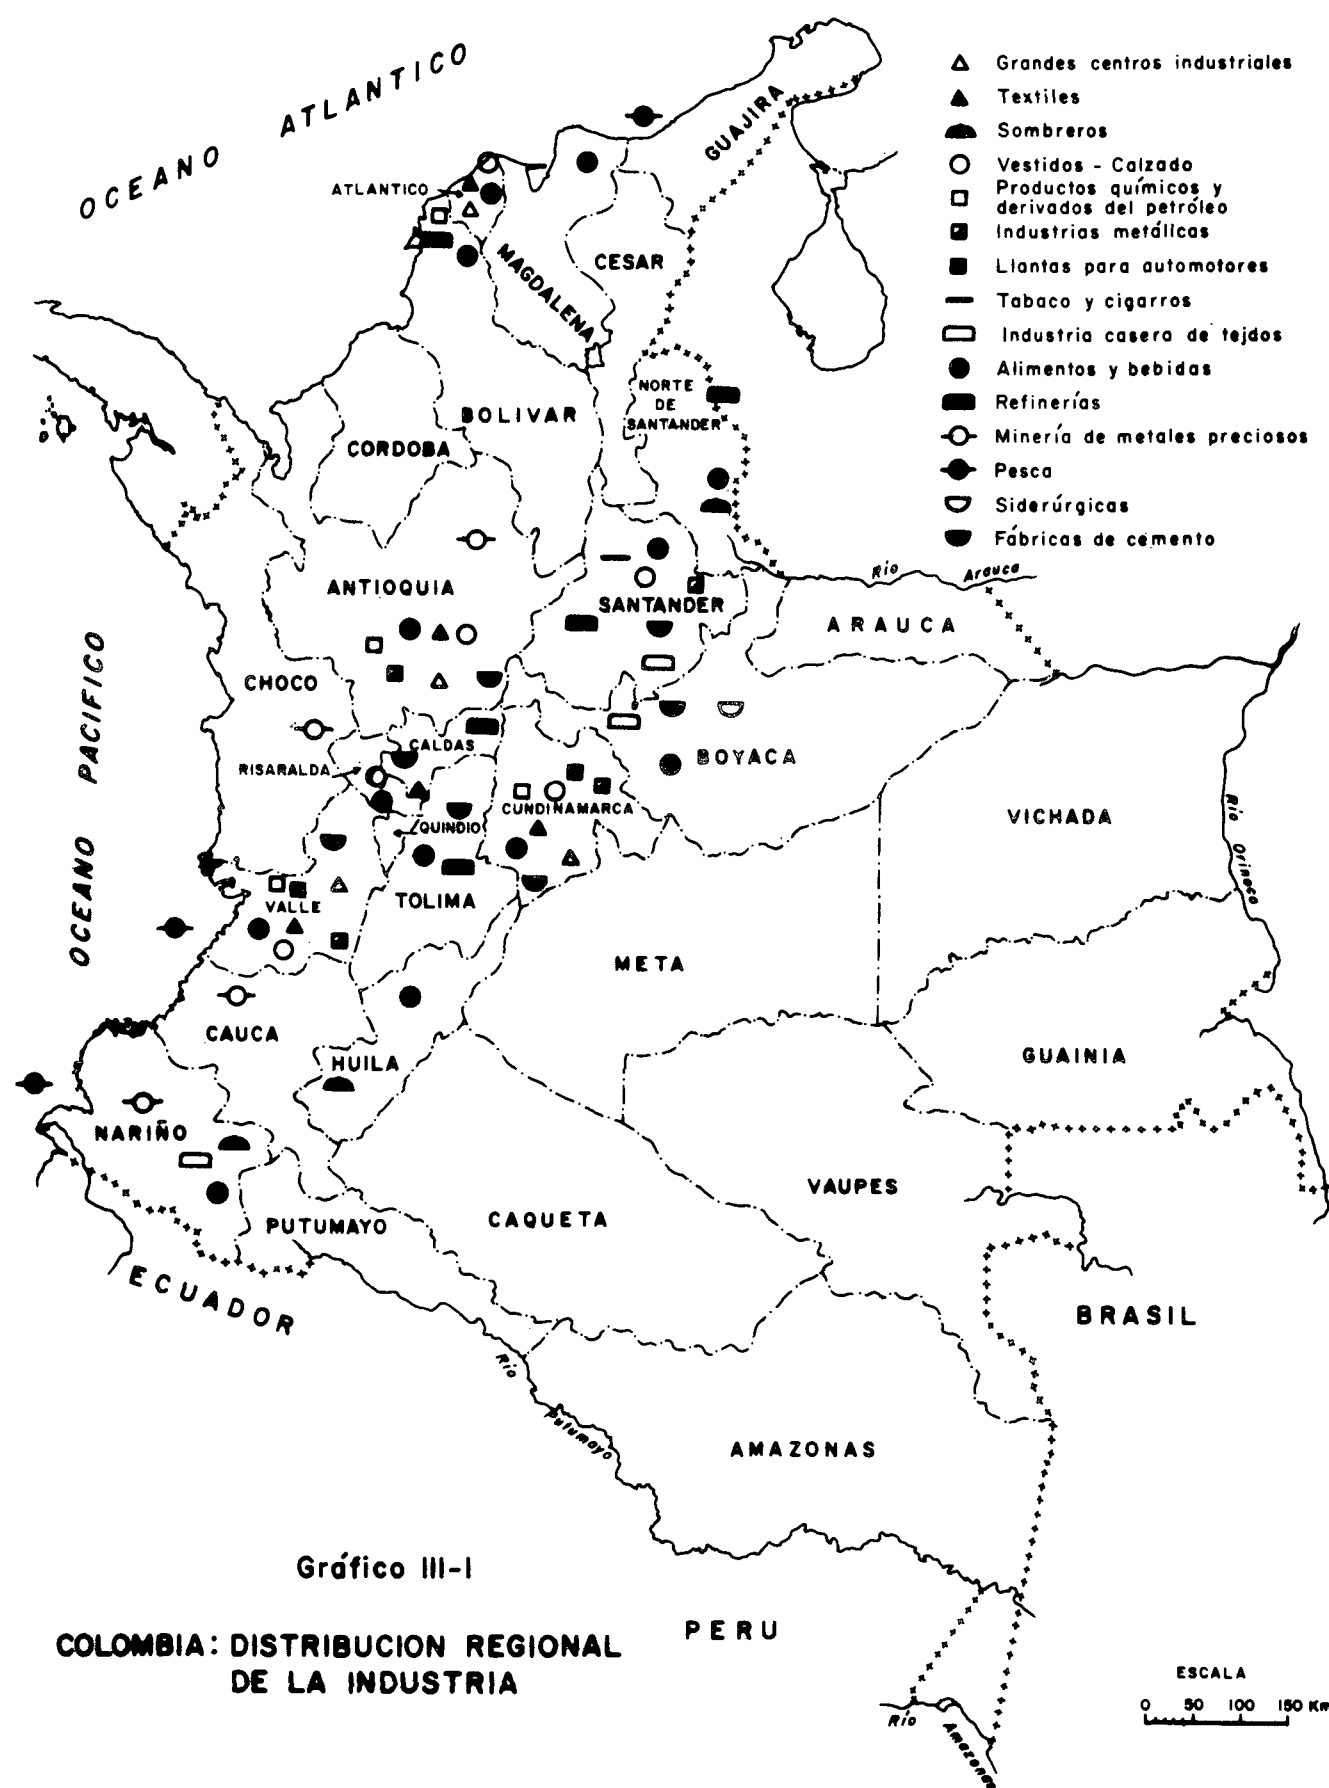 OCEANO ATLANTICO
Grandes centros industriales
Textiles
Sombreros
Vestidos - Calzado
Productos químicos y
derivados del petróleo
Industrias metálicas
Llantas para automotores
Tabaco y cigarros
Industria casera de tejdos
Alimentos y bebidas
Refinerías
Minería de metales preciosos
Pesca
Siderúrgicas
Fábricas de cemento
GUAJIRA
ATLANTICO
MAGDALENA
CESAR
NORTE
DE
SANTANDER
BOLIVAR
CORDOBA
ANTIOQUIA
SANTANDER
Río Arauca
ARAUCA
OCEANO PACIFICO
CHOCO
CALDAS
RISARALDA
BOYACA
CUNDINAMARCA
QUINDIO
VICHADA
Río Orinoco
VALLE
TOLIMA
META
CAUCA
HUILA
GUAINIA
NARIÑO
VAUPES
PUTUMAYO
CAQUETA
ECUADOR
BRASIL
Río Putumayo
AMAZONAS
Gráfico III-I
PERU
COLOMBIA: DISTRIBUCION REGIONAL
DE LA INDUSTRIA
ESCALA
0 50 100 150 Km
Río Amazonas